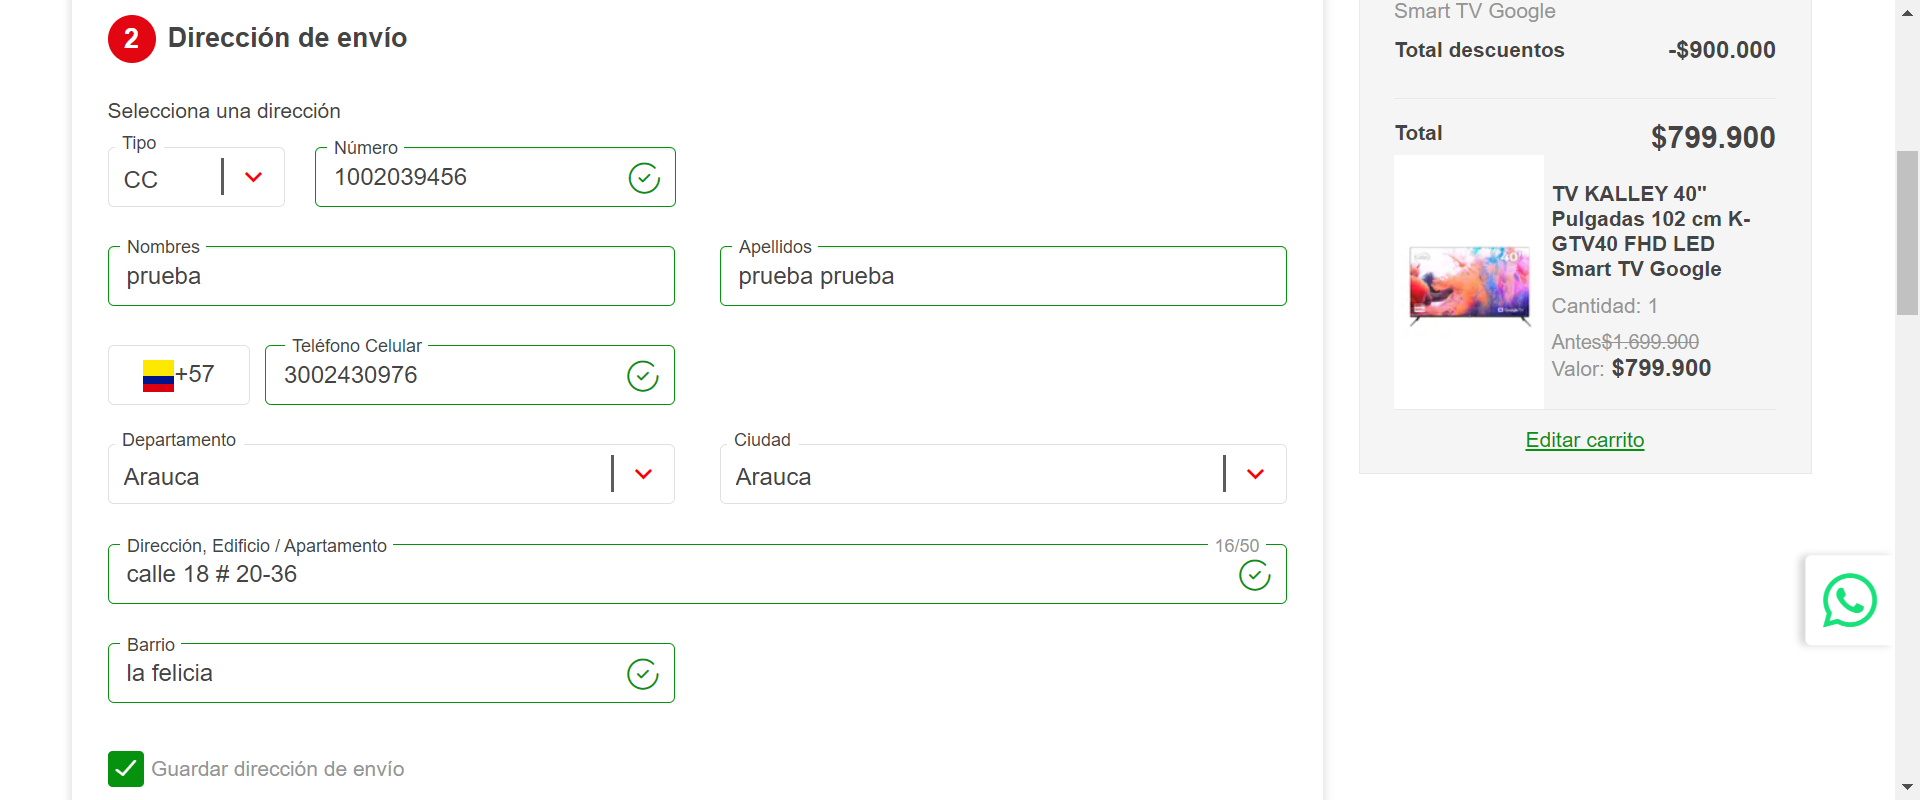 2 Dirección de envío
Selecciona una dirección
Tipo
CC
Número
1002039456
Nombres
prueba
Apellidos
prueba prueba
+57
Teléfono Celular
3002430976
Departamento
Arauca
Ciudad
Arauca
Dirección, Edificio / Apartamento
16/50
calle 18 # 20-36
Barrio
la felicia
Guardar dirección de envío
Smart TV Google
Total descuentos -$900.000
Total $799.900
TV KALLEY 40"
Pulgadas 102 cm K-
GTV40 FHD LED
Smart TV Google
Cantidad: 1
Antes$1.699.900
Valor: $799.900
Editar carrito